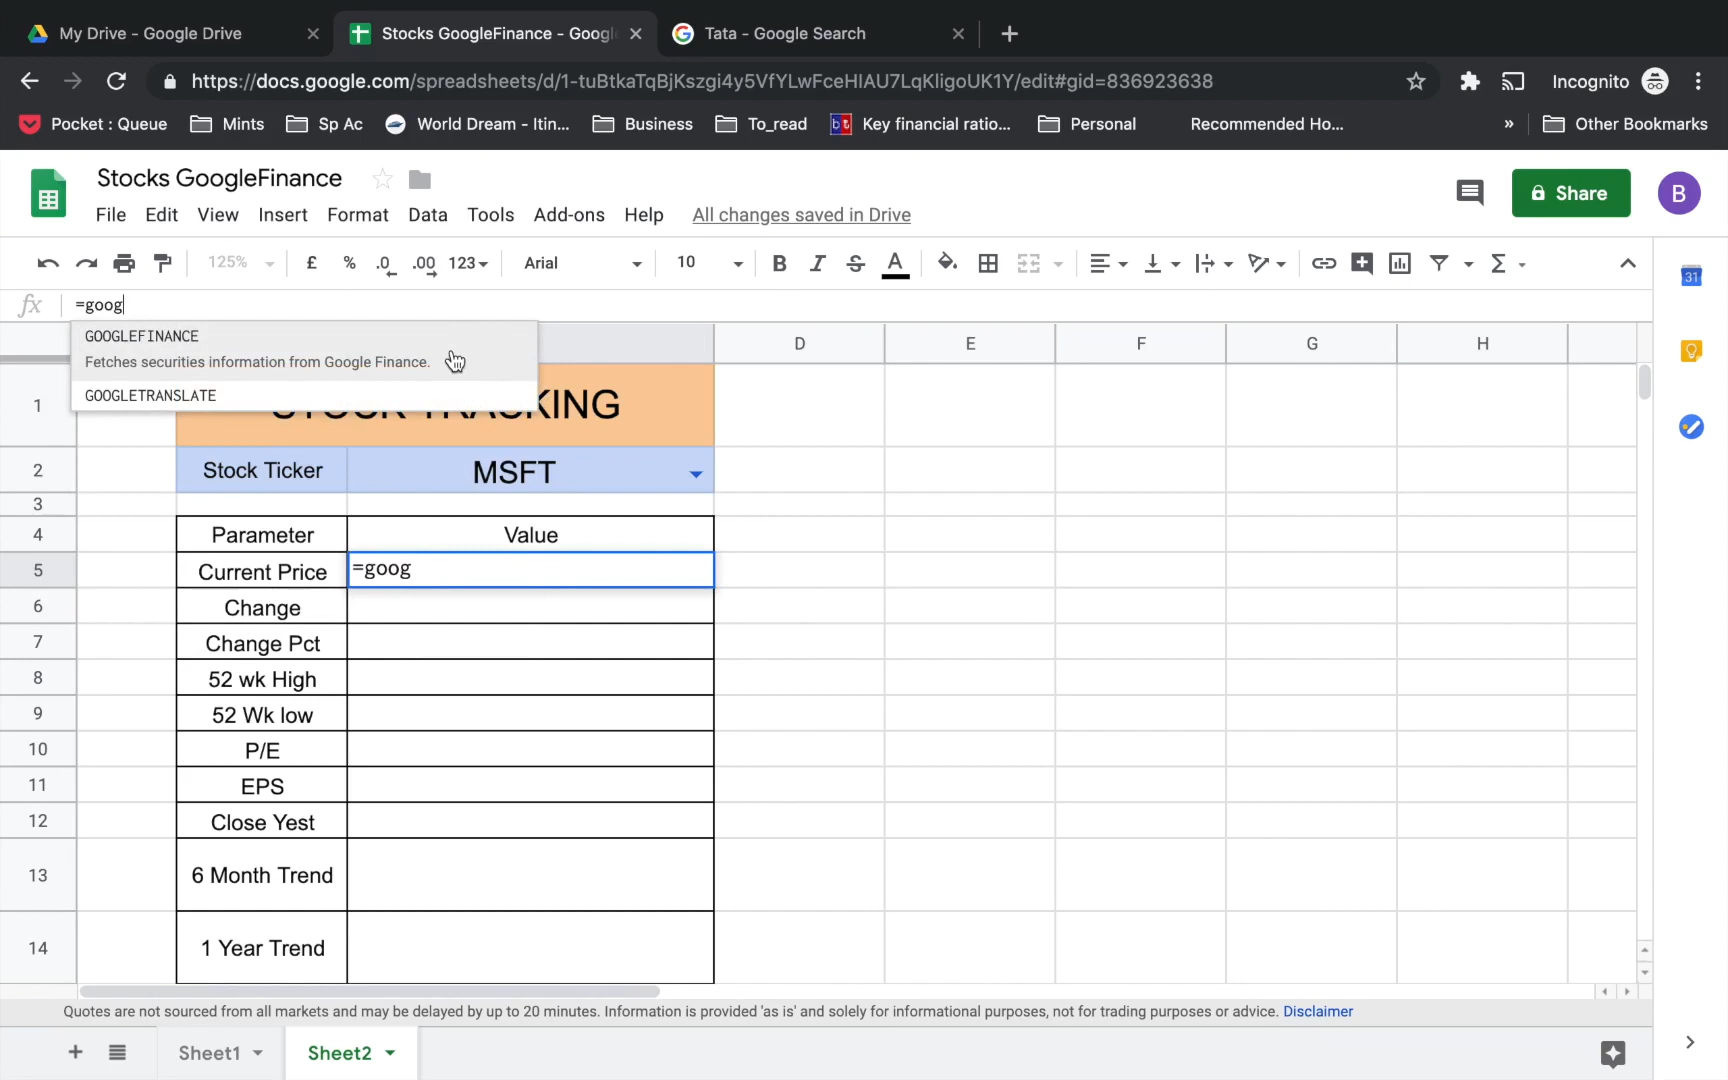 My Drive - Google Drive
Stocks GoogleFinance - Googl
Tata - Google Search
https://docs.google.com/spreadsheets/d/1-tuBtkaTqBjKszgi4y5VfYLwFceHIAU7LqKligoUK1Y/edit#gid=836923638
Incognito
Pocket : Queue
Mints
Sp Ac
World Dream - Itin...
Business
To_read
Key financial ratio...
Personal
Recommended Ho...
»
Other Bookmarks
Stocks GoogleFinance
File Edit View Insert Format Data Tools Add-ons Help All changes saved in Drive
Share
B
125% £ % .0 .00 123 Arial 10 B I S A Σ
31
fx =goog
GOOGLEFINANCE
Fetches securities information from Google Finance.
GOOGLETRANSLATE
D E F G H
1 STOCK TRACKING
2 Stock Ticker MSFT
3
4 Parameter Value
5 Current Price =goog
6 Change
7 Change Pct
8 52 wk High
9 52 Wk low
10 P/E
11 EPS
12 Close Yest
13 6 Month Trend
14 1 Year Trend
Quotes are not sourced from all markets and may be delayed by up to 20 minutes. Information is provided 'as is' and solely for informational purposes, not for trading purposes or advice. Disclaimer
Sheet1 Sheet2